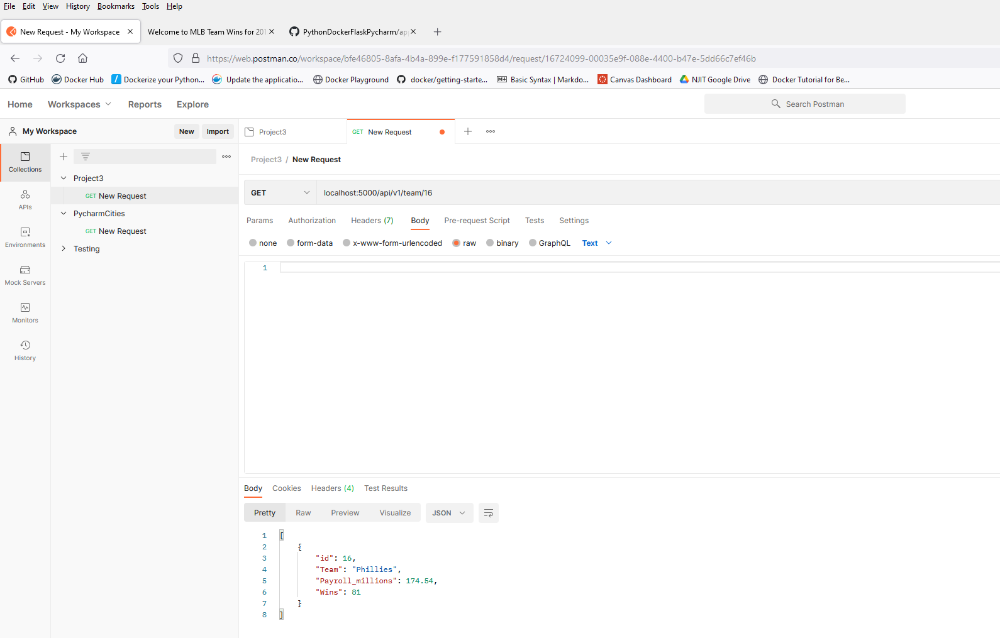 File Edit View History Bookmarks Tools Help
New Request - My Workspace Welcome to MLB Team Wins for 201 PythonDockerFlaskPycharm/app
https://web.postman.co/workspace/bfe46805-8afa-4b4a-899e-f177591858d4/request/16724099-00035e9f-088e-4400-b47e-5dd66c7ef46b
GitHub Docker Hub Dockerize your Python... Update the applicatio... Docker Playground docker/getting-starte... Basic Syntax | Markdo... Canvas Dashboard NJIT Google Drive Docker Tutorial for Be...
Home Workspaces Reports Explore Search Postman
My Workspace New Import Project3 GET New Request
Collections
Project3 / New Request
Project3
GET New Request
PycharmCities
GET New Request
Testing
APIs
Environments
Mock Servers
Monitors
History
GET localhost:5000/api/v1/team/16
Params Authorization Headers (7) Body Pre-request Script Tests Settings
none form-data x-www-form-urlencoded raw binary GraphQL Text
1
Body Cookies Headers (4) Test Results
Pretty Raw Preview Visualize JSON
1 [
2 {
3 "id": 16,
4 "Team": "Phillies",
5 "Payroll_millions": 174.54,
6 "Wins": 81
7 }
8 ]